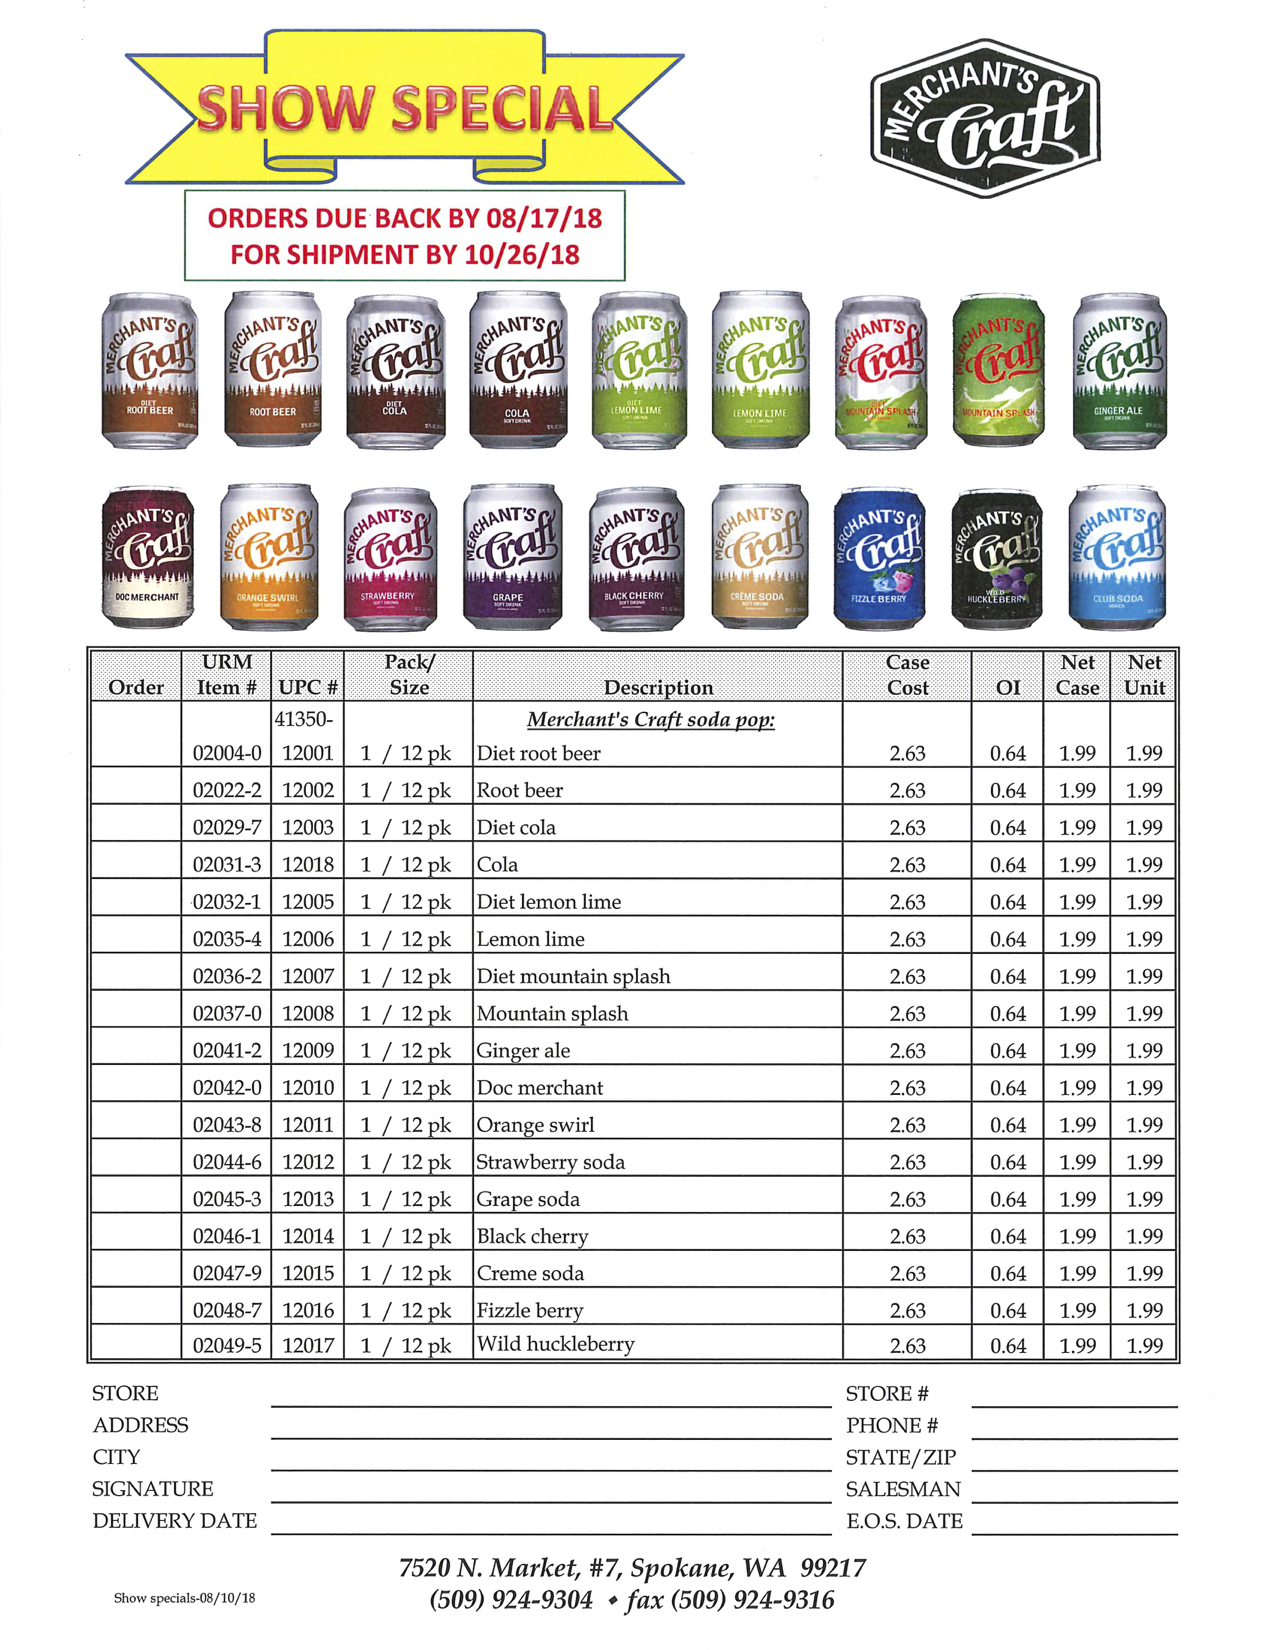 SHOW SPECIAL
MERCHANT'S
Craft
ORDERS DUE BACK BY 08/17/18
FOR SHIPMENT BY 10/26/18
MERCHANT'S Craft DIET ROOT BEER
MERCHANT'S Craft ROOT BEER
MERCHANT'S Craft DIET COLA
MERCHANT'S Craft COLA SOFT DRINK
MERCHANT'S Craft DIET LEMON LIME SOFT DRINK
MERCHANT'S Craft LEMON LIME SOFT DRINK
MERCHANT'S Craft DIET MOUNTAIN SPLASH
MERCHANT'S Craft MOUNTAIN SPLASH
MERCHANT'S Craft GINGER ALE SOFT DRINK
MERCHANT'S Craft DOC MERCHANT
MERCHANT'S Craft ORANGE SWIRL SOFT DRINK
MERCHANT'S Craft STRAWBERRY SOFT DRINK
MERCHANT'S Craft GRAPE SOFT DRINK
MERCHANT'S Craft BLACK CHERRY SOFT DRINK
MERCHANT'S Craft CRÈME SODA SOFT DRINK
MERCHANT'S Craft FIZZLE BERRY
MERCHANT'S Craft WILD HUCKLEBERRY
MERCHANT'S Craft CLUB SODA
URM Pack/ Case Net Net
Order Item # UPC # Size Description Cost OI Case Unit
41350- Merchant's Craft soda pop:
02004-0 12001 1 / 12 pk Diet root beer 2.63 0.64 1.99 1.99
02022-2 12002 1 / 12 pk Root beer 2.63 0.64 1.99 1.99
02029-7 12003 1 / 12 pk Diet cola 2.63 0.64 1.99 1.99
02031-3 12018 1 / 12 pk Cola 2.63 0.64 1.99 1.99
02032-1 12005 1 / 12 pk Diet lemon lime 2.63 0.64 1.99 1.99
02035-4 12006 1 / 12 pk Lemon lime 2.63 0.64 1.99 1.99
02036-2 12007 1 / 12 pk Diet mountain splash 2.63 0.64 1.99 1.99
02037-0 12008 1 / 12 pk Mountain splash 2.63 0.64 1.99 1.99
02041-2 12009 1 / 12 pk Ginger ale 2.63 0.64 1.99 1.99
02042-0 12010 1 / 12 pk Doc merchant 2.63 0.64 1.99 1.99
02043-8 12011 1 / 12 pk Orange swirl 2.63 0.64 1.99 1.99
02044-6 12012 1 / 12 pk Strawberry soda 2.63 0.64 1.99 1.99
02045-3 12013 1 / 12 pk Grape soda 2.63 0.64 1.99 1.99
02046-1 12014 1 / 12 pk Black cherry 2.63 0.64 1.99 1.99
02047-9 12015 1 / 12 pk Creme soda 2.63 0.64 1.99 1.99
02048-7 12016 1 / 12 pk Fizzle berry 2.63 0.64 1.99 1.99
02049-5 12017 1 / 12 pk Wild huckleberry 2.63 0.64 1.99 1.99
STORE STORE #
ADDRESS PHONE #
CITY STATE/ZIP
SIGNATURE SALESMAN
DELIVERY DATE E.O.S. DATE
7520 N. Market, #7, Spokane, WA 99217
Show specials-08/10/18 (509) 924-9304 • fax (509) 924-9316